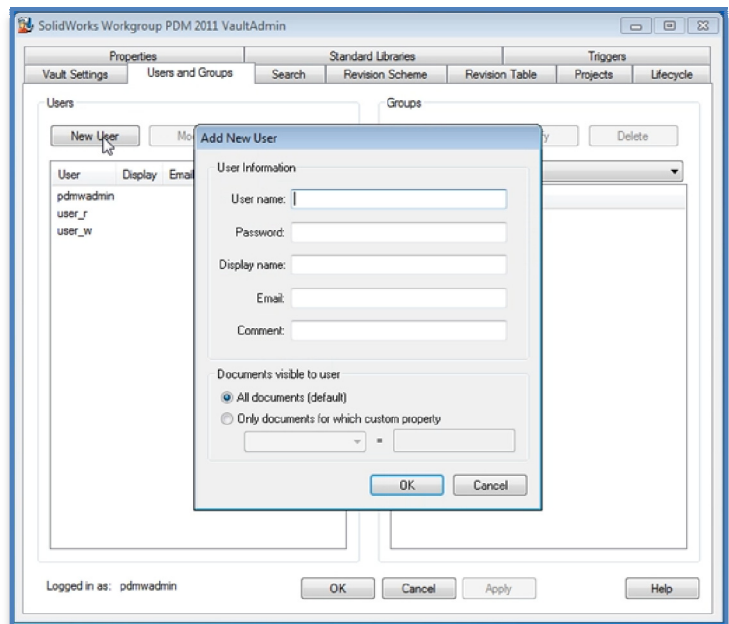 SolidWorks Workgroup PDM 2011 VaultAdmin
Properties
Standard Libraries
Triggers
Vault Settings
Users and Groups
Search
Revision Scheme
Revision Table
Projects
Lifecycle
Users
Groups
New User
Delete
User
Display
Email
pdmwadmin
user_r
user_w
Add New User
User Information
User name:
Password:
Display name:
Email:
Comment:
Documents visible to user
All documents (default)
Only documents for which custom property
=
OK
Cancel
Logged in as: pdmwadmin
OK
Cancel
Apply
Help